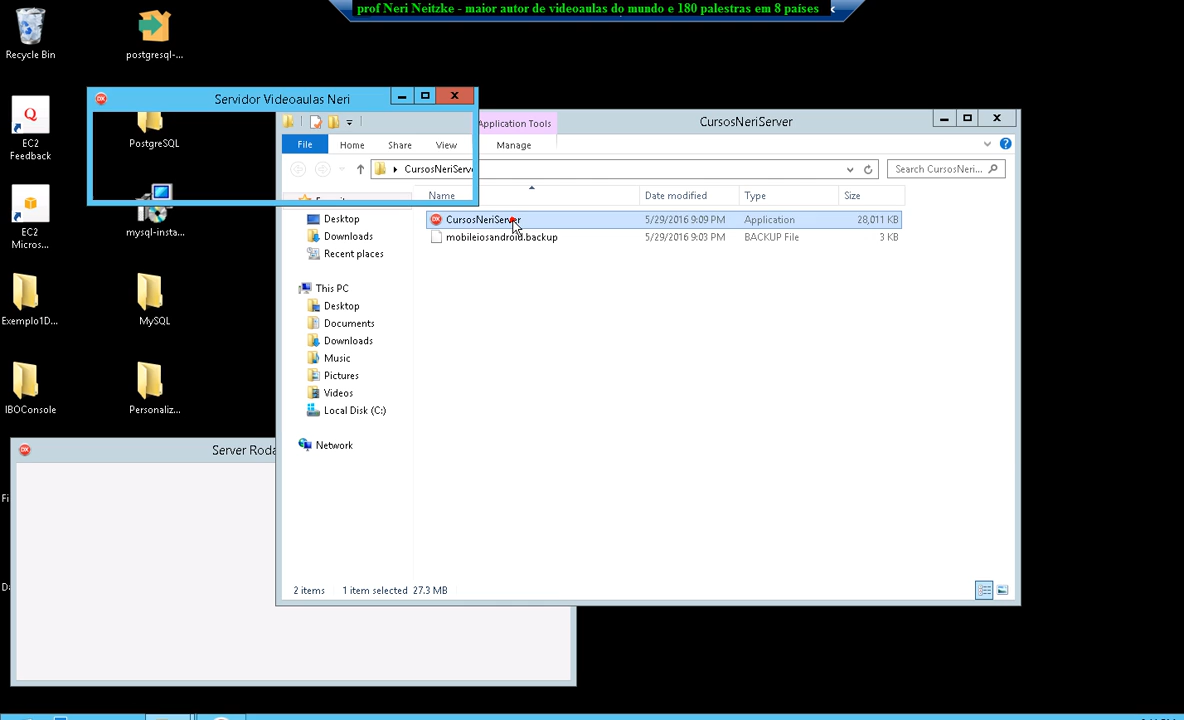 prof Neri Neitzke - maior autor de videoaulas do mundo e 180 palestras em 8 países
Recycle Bin
postgresql-...
EC2
Feedback
PostgreSQL
EC2
Micros...
mysql-insta...
Exemplo1D...
MySQL
IBOConsole
Personaliz...
Servidor Videoaulas Neri
Application Tools
CursosNeriServer
File
Home
Share
View
Manage
CursosNeriServe
Search CursosNeri...
Name
Date modified
Type
Size
CursosNeriServer
5/29/2016 9:09 PM
Application
28,011 KB
mobileiosandroid.backup
5/29/2016 9:03 PM
BACKUP File
3 KB
Desktop
Downloads
Recent places
This PC
Desktop
Documents
Downloads
Music
Pictures
Videos
Local Disk (C:)
Network
2 items
1 item selected
27.3 MB
Server Roda